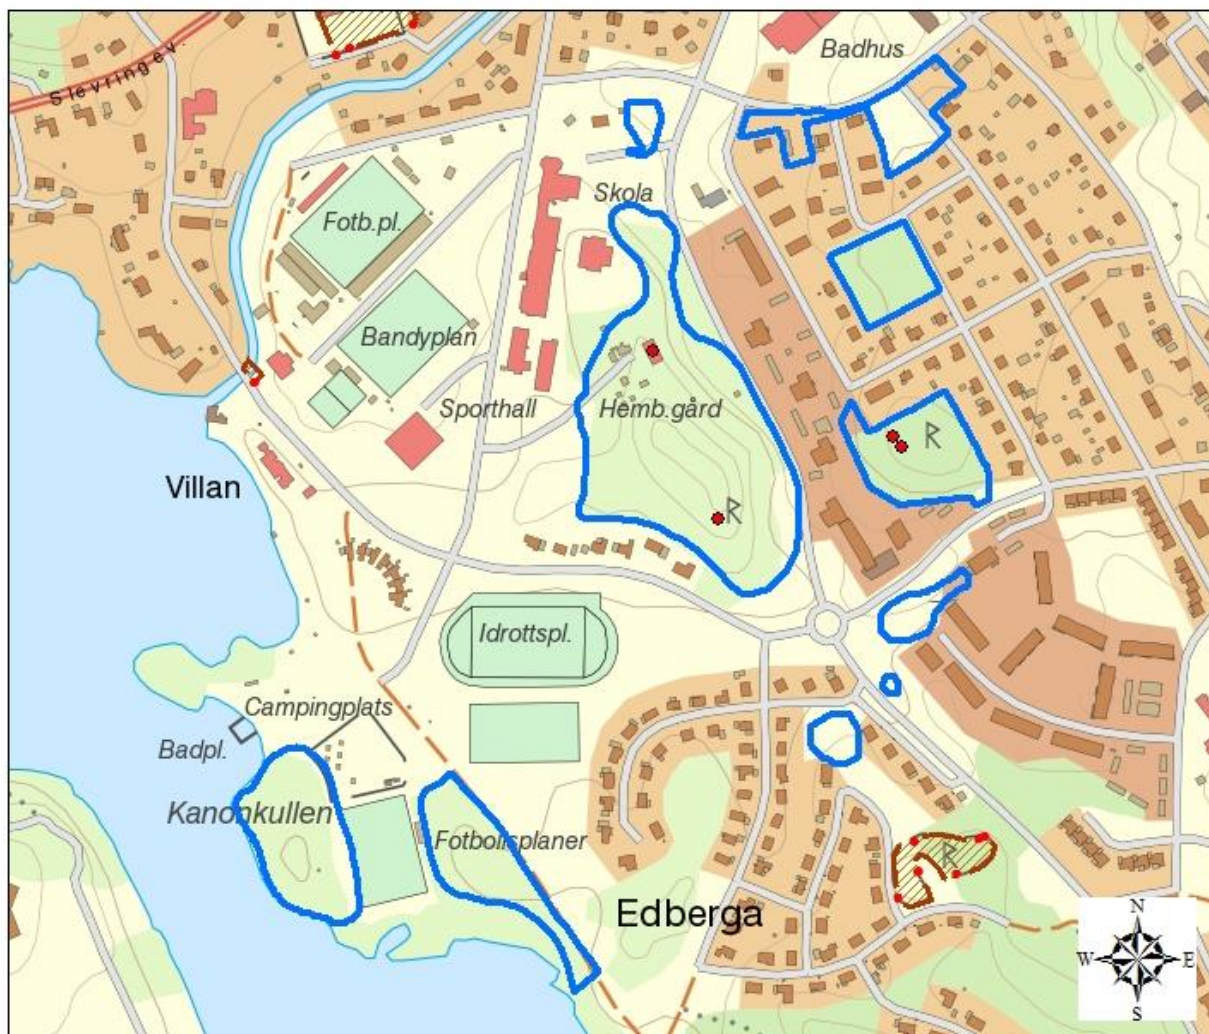 Slevringev.
Badhus
Skola
Fotb.pl.
Bandyplan
Sporthall
Hemb.gård
R
R
Villan
Idrottspl.
Campingplats
Badpl.
Kanonkullen
Fotbollsplaner
R
Edberga
N
W E
S